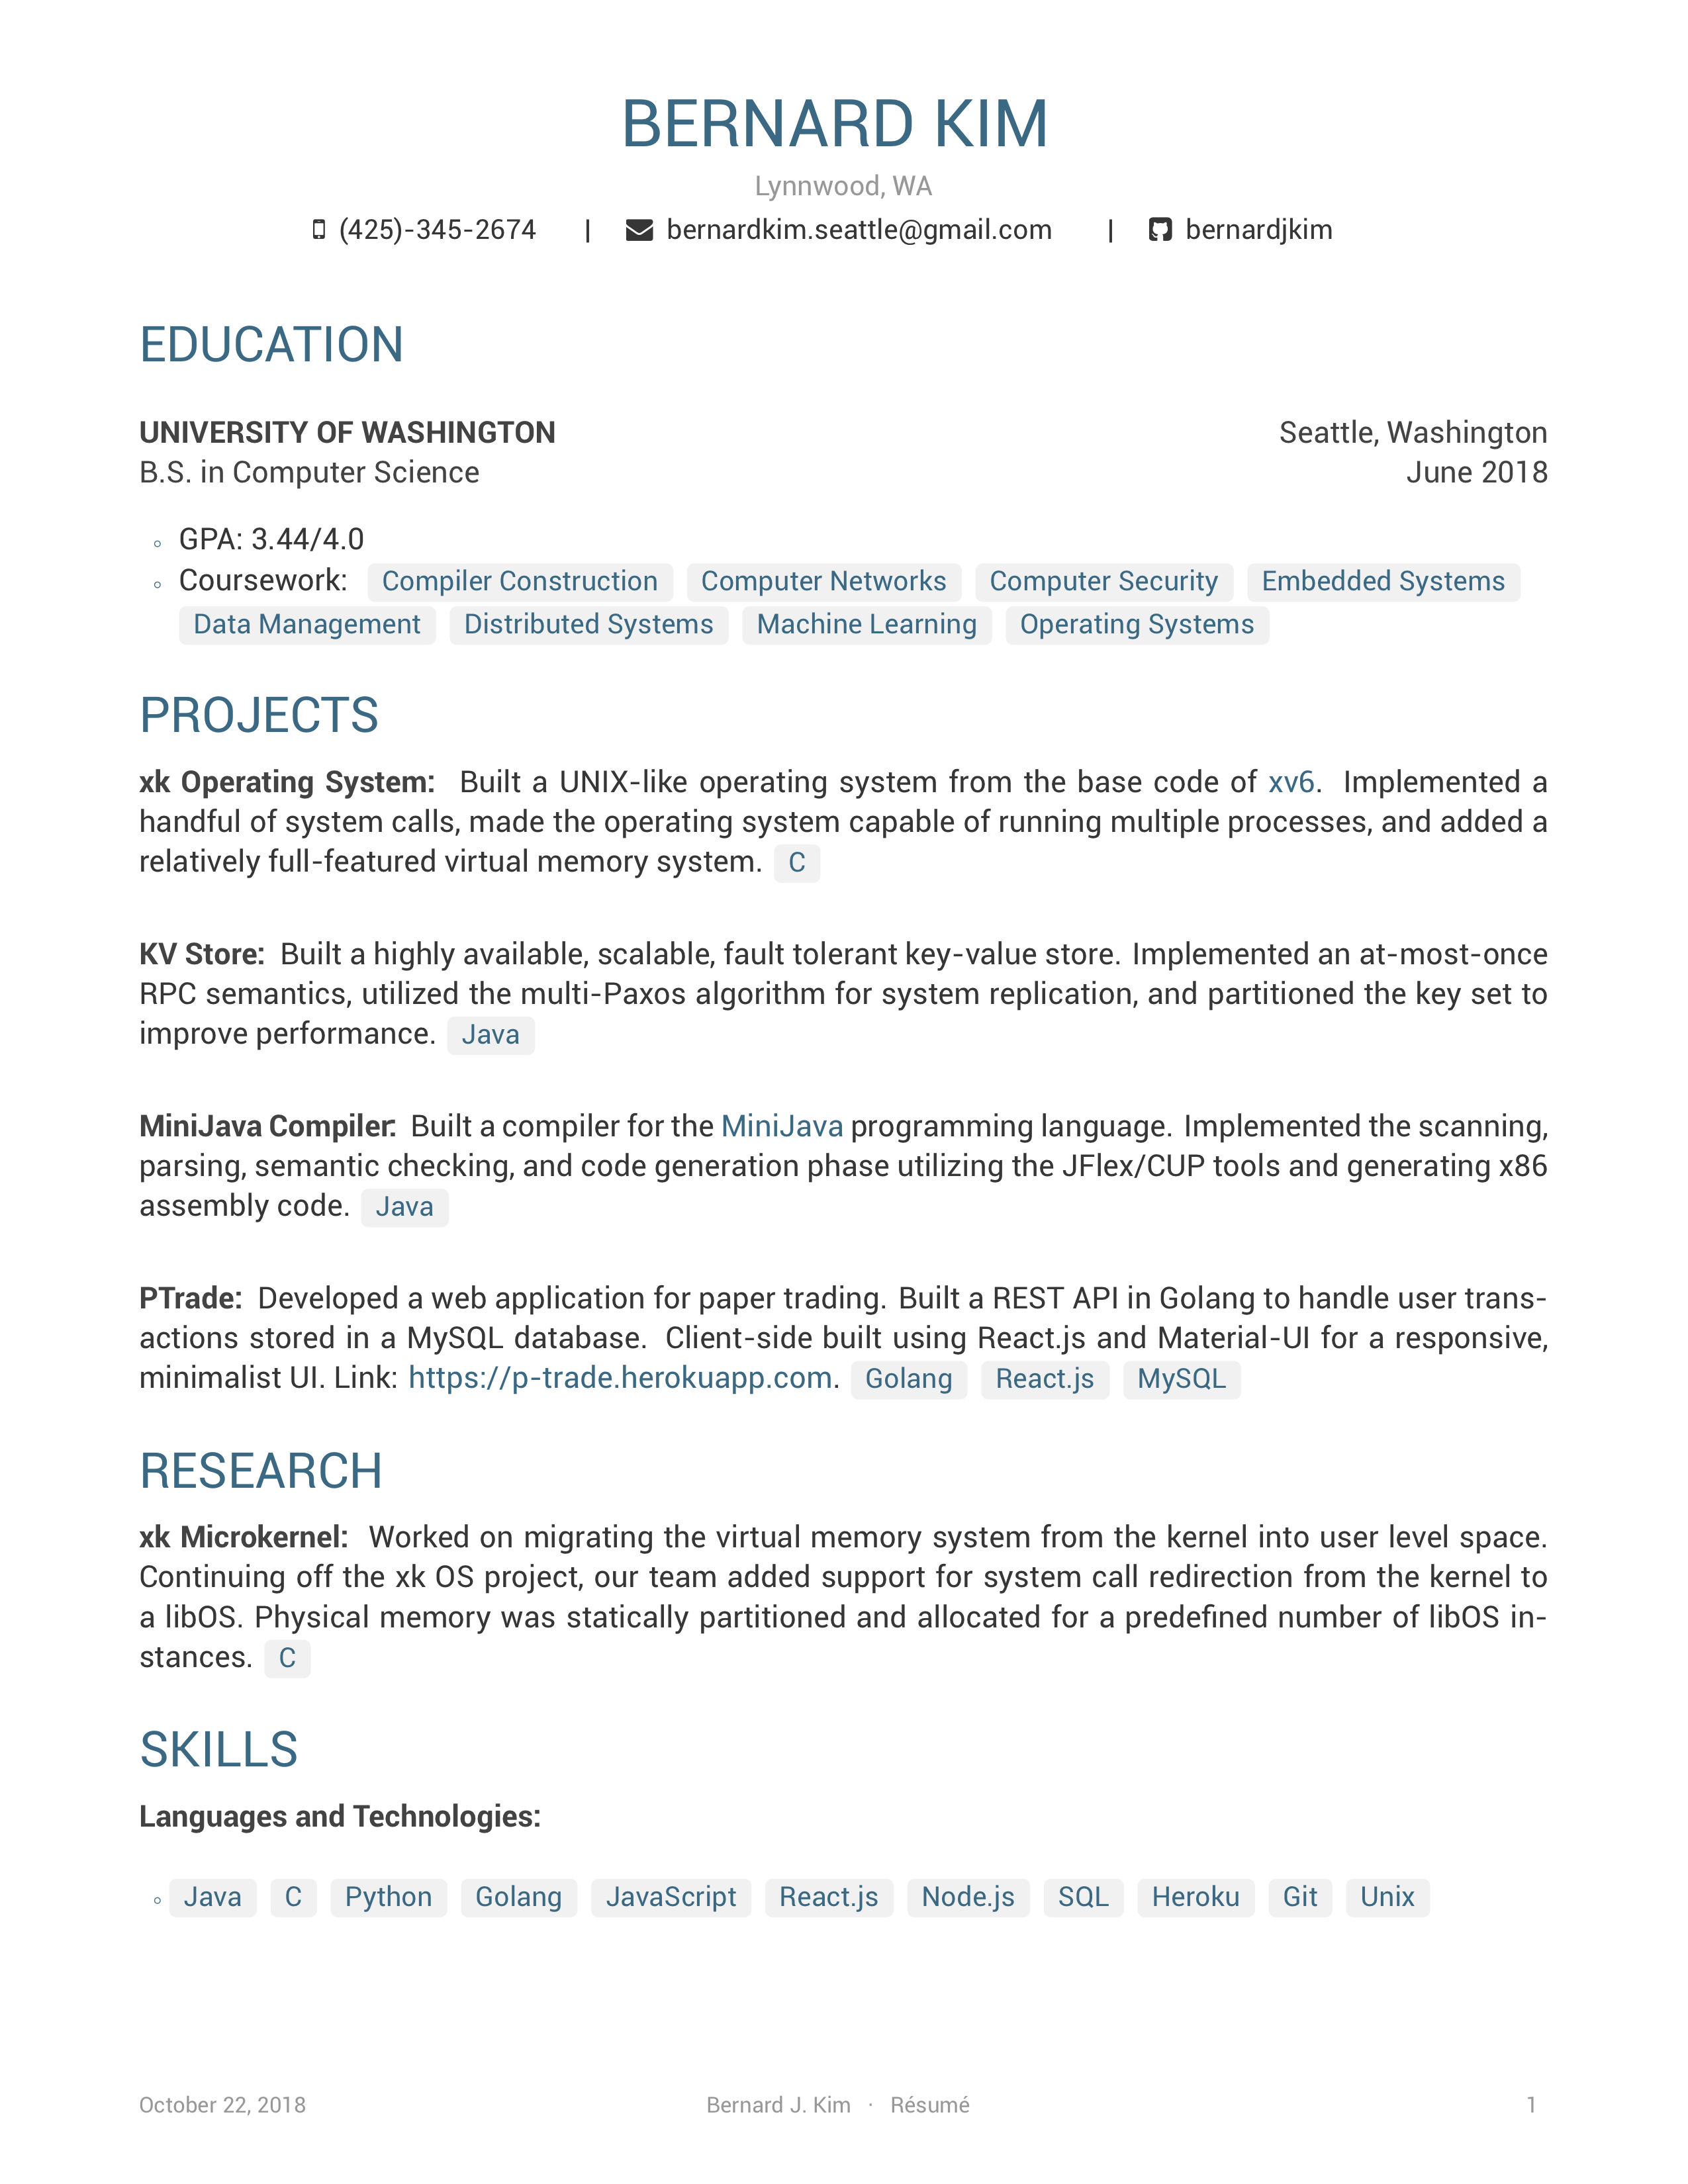 BERNARD KIM
Lynnwood, WA
(425)-345-2674 | bernardkim.seattle@gmail.com | bernardjkim
EDUCATION
UNIVERSITY OF WASHINGTON Seattle, Washington
B.S. in Computer Science June 2018
◦ GPA: 3.44/4.0
◦ Coursework: Compiler Construction Computer Networks Computer Security Embedded Systems
Data Management Distributed Systems Machine Learning Operating Systems
PROJECTS
xk Operating System: Built a UNIX-like operating system from the base code of xv6. Implemented a
handful of system calls, made the operating system capable of running multiple processes, and added a
relatively full-featured virtual memory system. C
KV Store: Built a highly available, scalable, fault tolerant key-value store. Implemented an at-most-once
RPC semantics, utilized the multi-Paxos algorithm for system replication, and partitioned the key set to
improve performance. Java
MiniJava Compiler: Built a compiler for the MiniJava programming language. Implemented the scanning,
parsing, semantic checking, and code generation phase utilizing the JFlex/CUP tools and generating x86
assembly code. Java
PTrade: Developed a web application for paper trading. Built a REST API in Golang to handle user trans-
actions stored in a MySQL database. Client-side built using React.js and Material-UI for a responsive,
minimalist UI. Link: https://p-trade.herokuapp.com. Golang React.js MySQL
RESEARCH
xk Microkernel: Worked on migrating the virtual memory system from the kernel into user level space.
Continuing off the xk OS project, our team added support for system call redirection from the kernel to
a libOS. Physical memory was statically partitioned and allocated for a predefined number of libOS in-
stances. C
SKILLS
Languages and Technologies:
◦ Java C Python Golang JavaScript React.js Node.js SQL Heroku Git Unix
October 22, 2018 Bernard J. Kim · Résumé 1